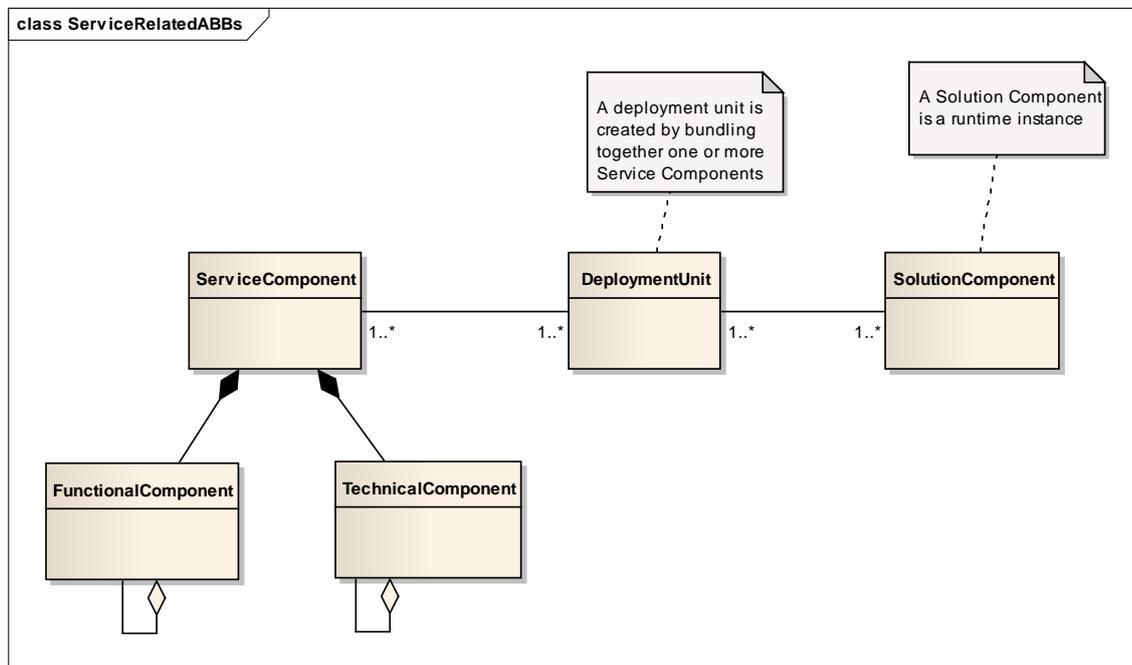 class ServiceRelatedABBs
A deployment unit is
created by bundling
together one or more
Service Components
A Solution Component
is a runtime instance
ServiceComponent
DeploymentUnit
SolutionComponent
1..*
1..*
1..*
1..*
FunctionalComponent
TechnicalComponent